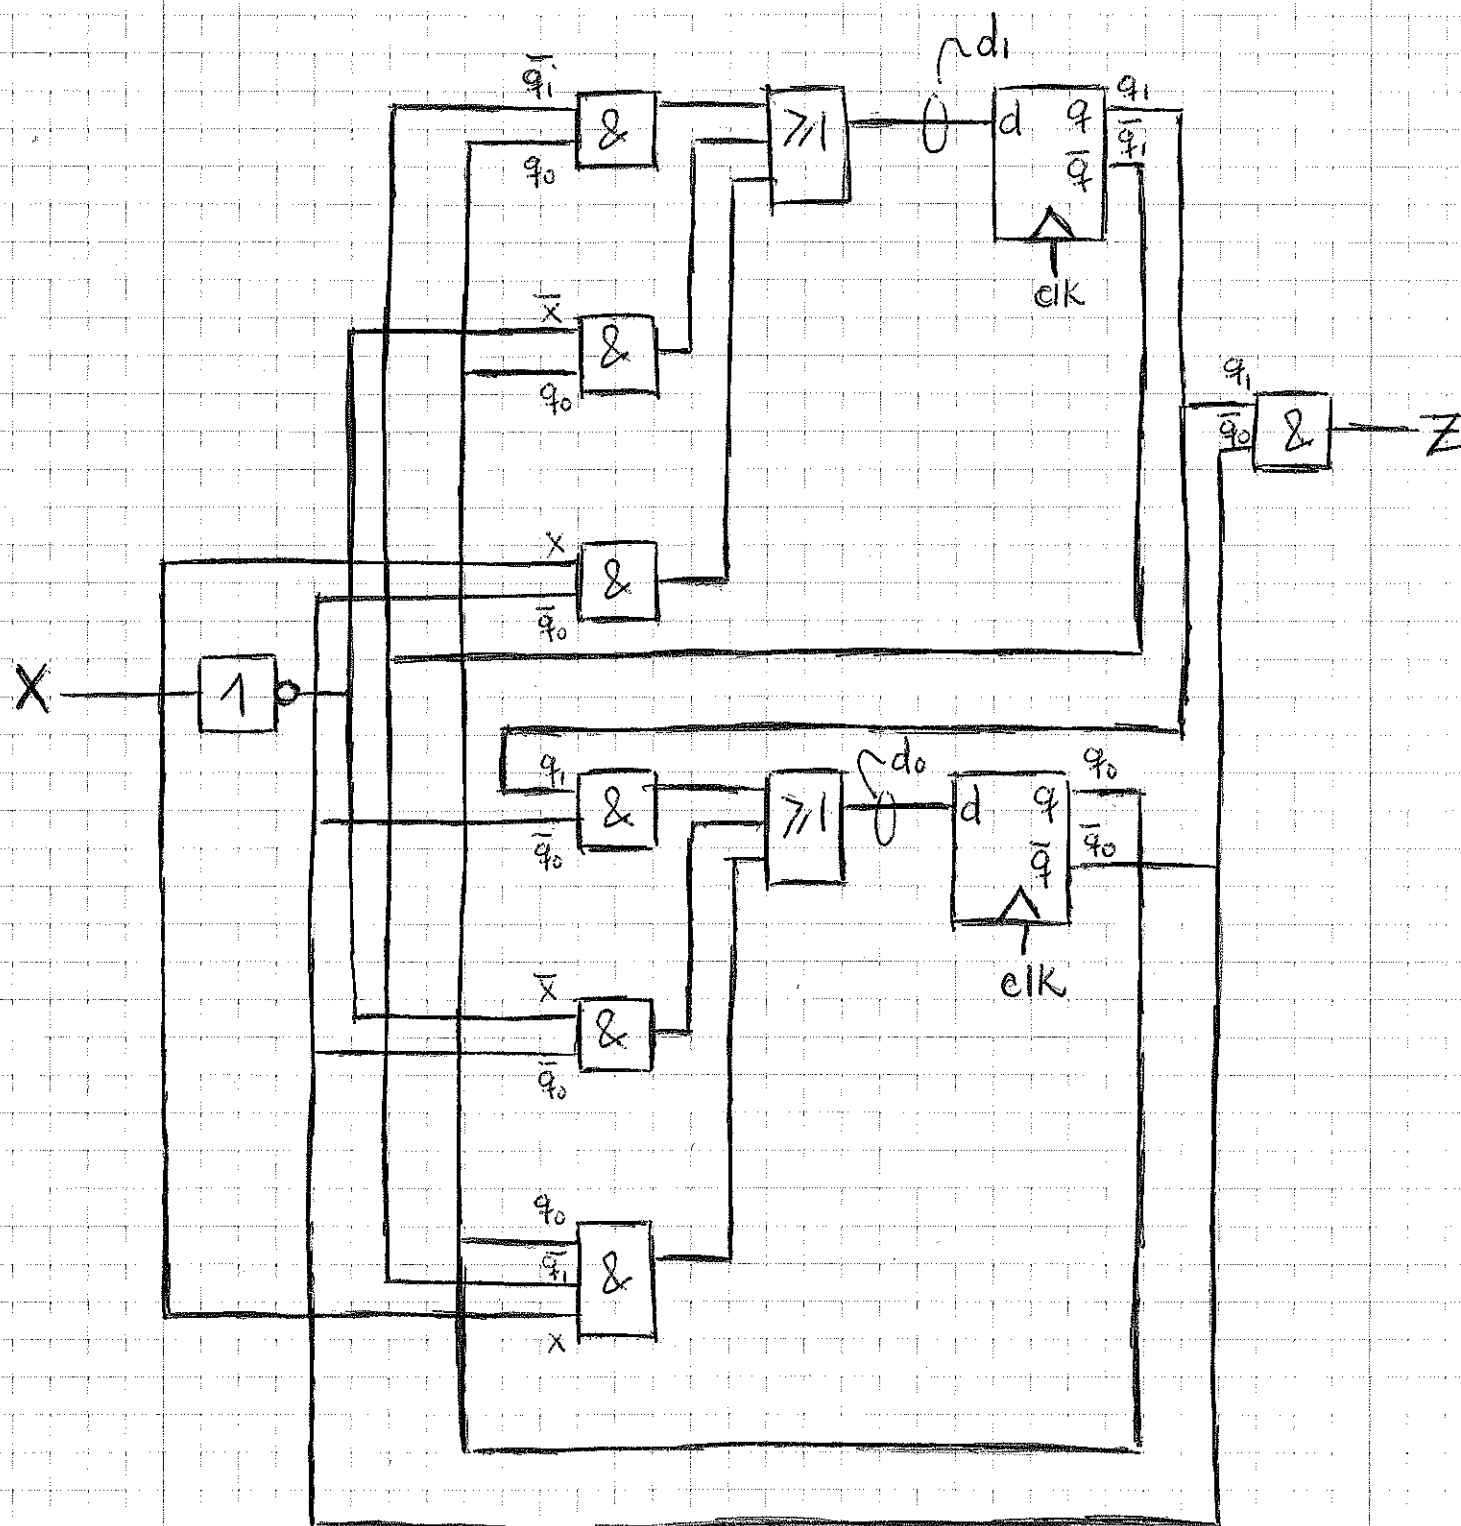 d₁
q̄₁
&
≥1
d
q
q₁
q̄
q̄₁
q₀
clk
x̄
&
q₀
q₁
q̄₀
&
Z
x
&
q̄₀
X
1
q₁
&
q̄₀
≥1
d₀
d
q
q₀
q̄
q̄₀
clk
x̄
&
q̄₀
q₀
q̄₁
&
x